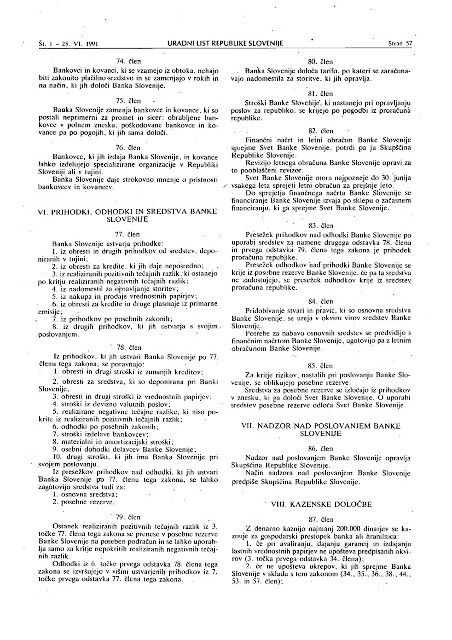 Št. 1 – 25. VI. 1991
URADNI LIST REPUBLIKE SLOVENIJE
Stran 57
74. člen
Bankovci in kovanci, ki se vzamejo iz obtoka, nehajo
biti zakonito plačilno sredstvo in se zamenjajo v rokih in
na način, ki jih določi Banka Slovenije.
75. člen
Banka Slovenije zamenja bankovce in kovance, ki so
postali neprimerni za promet in sicer: obrabljene bankovce
v polnem znesku, poškodovane bankovce in kovance
pa po pogojih, ki jih sama določi.
76. člen
Bankovce, ki jih izdaja Banka Slovenije, in kovance
lahko izdelujejo specializirane organizacije v Republiki
Sloveniji ali v tujini.
Banka Slovenije daje strokovno mnenje o pristnosti
bankovcev in kovancev.
VI. PRIHODKI, ODHODKI IN SREDSTVA BANKE
SLOVENIJE
77. člen
Banka Slovenije ustvarja prihodke:
1. iz obresti in drugih prihodkov od sredstev, deponiranih
v tujini;
2. iz obresti za kredite, ki jih daje neposredno;
3. iz realiziranih pozitivnih tečajnih razlik, ki ostanejo
po kritju realiziranih negativnih tečajnih razlik;
4. iz nadomestil za opravljanje storitev;
5. iz nakupa in prodaje vrednostnih papirjev;
6. iz obresti za kredite in druge plasmaje iz primarne
emisije;
7. iz prihodkov po posebnih zakonih;
8. iz drugih prihodkov, ki jih ustvarja s svojim
poslovanjem.
78. člen
Iz prihodkov, ki jih ustvari Banka Slovenije po 77.
členu tega zakona, se poravnajo:
1. obresti in drugi stroški iz zunanjih kreditov;
2. obresti za sredstva, ki so deponirana pri Banki
Slovenije,
3. obresti in drugi stroški iz vrednostnih papirjev;
4. stroški iz devizno valutnih poslov;
5. realizirane negativne tečajne razlike, ki niso pokrite
iz realiziranih pozitivnih tečajnih razlik;
6. odhodki po posebnih zakonih;
7. stroški izdelave bankovcev;
8. materialni in amortizacijski stroški;
9. osebni dohodki delavcev Banke Slovenije;
10. drugi stroški, ki jih ima Banka Slovenije pri
svojem poslovanju.
Iz presežkov prihodkov nad odhodki, ki jih ustvari
Banka Slovenije po 77. členu tega zakona, se lahko
zagotovijo sredstva tudi za:
1. osnovna sredstva;
2. posebne rezerve.
79. člen
Ostanek realiziranih pozitivnih tečajnih razlik iz 3.
točke 77. člena tega zakona se prenese v posebne rezerve
Banke Slovenije na poseben podračun in se lahko uporablja
samo za kritje nepokritih realiziranih negativnih tečajnih
razlik.
Odhodki iz 6. točke prvega odstavka 78. člena tega
zakona se izvršujejo v višini ustvarjenih prihodkov iz 7.
točke prvega odstavka 77. člena tega zakona.
80. člen
Banka Slovenije določa tarifo, po kateri se zaračunavajo
nadomestila za storitve, ki jih opravlja.
81. člen
Stroški Banke Slovenije, ki nastanejo pri opravljanju
poslov za republiko, se krijejo po pogodbi iz proračuna
republike.
82. člen
Finančni načrt in letni obračun Banke Slovenije
sprejme Svet Banke Slovenije, potrdi pa ju Skupščina
Republike Slovenije.
Revizijo letnega obračuna Banke Slovenije opravi za
to pooblaščeni revizor.
Svet Banke Slovenije mora najpozneje do 30. junija
vsakega leta sprejeti letni obračun za prejšnje leto.
Do sprejetja finančnega načrta Banke Slovenije se
financiranje Banke Slovenije izvaja po sklepu o začasnem
financiranju, ki ga sprejme Svet Banke Slovenije.
83. člen
Presežek prihodkov nad odhodki Banke Slovenije po
uporabi sredstev za namene drugega odstavka 78. člena
in prvega odstavka 79. člena tega zakona je prihodek
proračuna republike.
Presežek odhodkov nad prihodki Banke Slovenije se
krije iz posebne rezerve Banke Slovenije, če pa ta sredstva
ne zadostujejo, se presežek odhodkov krije iz sredstev
proračuna republike.
84. člen
Pridobivanje stvari in pravic, ki so osnovna sredstva
Banke Slovenije, se ureja v okviru virov sredstev Banke
Slovenije.
Potrebe za nabavo osnovnih sredstev se predvidijo s
finančnim načrtom Banke Slovenije, ugotovijo pa z letnim
obračunom Banke Slovenije.
85. člen
Za kritje rizikov, nastalih pri poslovanju Banke Slovenije,
se oblikujejo posebne rezerve.
Sredstva za posebne rezerve se izločajo iz prihodkov
v znesku, ki ga določi Svet Banke Slovenije. O uporabi
sredstev posebne rezerve odloča Svet Banke Slovenije.
VII. NADZOR NAD POSLOVANJEM BANKE
SLOVENIJE
86. člen
Nadzor nad poslovanjem Banke Slovenije opravlja
Skupščina Republike Slovenije.
Način nadzora nad poslovanjem Banke Slovenije
predpiše Skupščina Republike Slovenije.
VIII. KAZENSKE DOLOČBE
87. člen
Z denarno kaznijo najmanj 200.000 dinarjev se kaznuje
za gospodarski prestopek banka ali hranilnica:
1. če pri avaliranju, dajanju garancij in izdajanju
lastnih vrednostnih papirjev ne upošteva predpisanih okvirov
(3. točka prvega odstavka 34. člena);
2. če ne upošteva ukrepov, ki jih sprejme Banka
Slovenije v skladu s tem zakonom (34., 35., 36., 38., 44.,
53. in 57. člen);